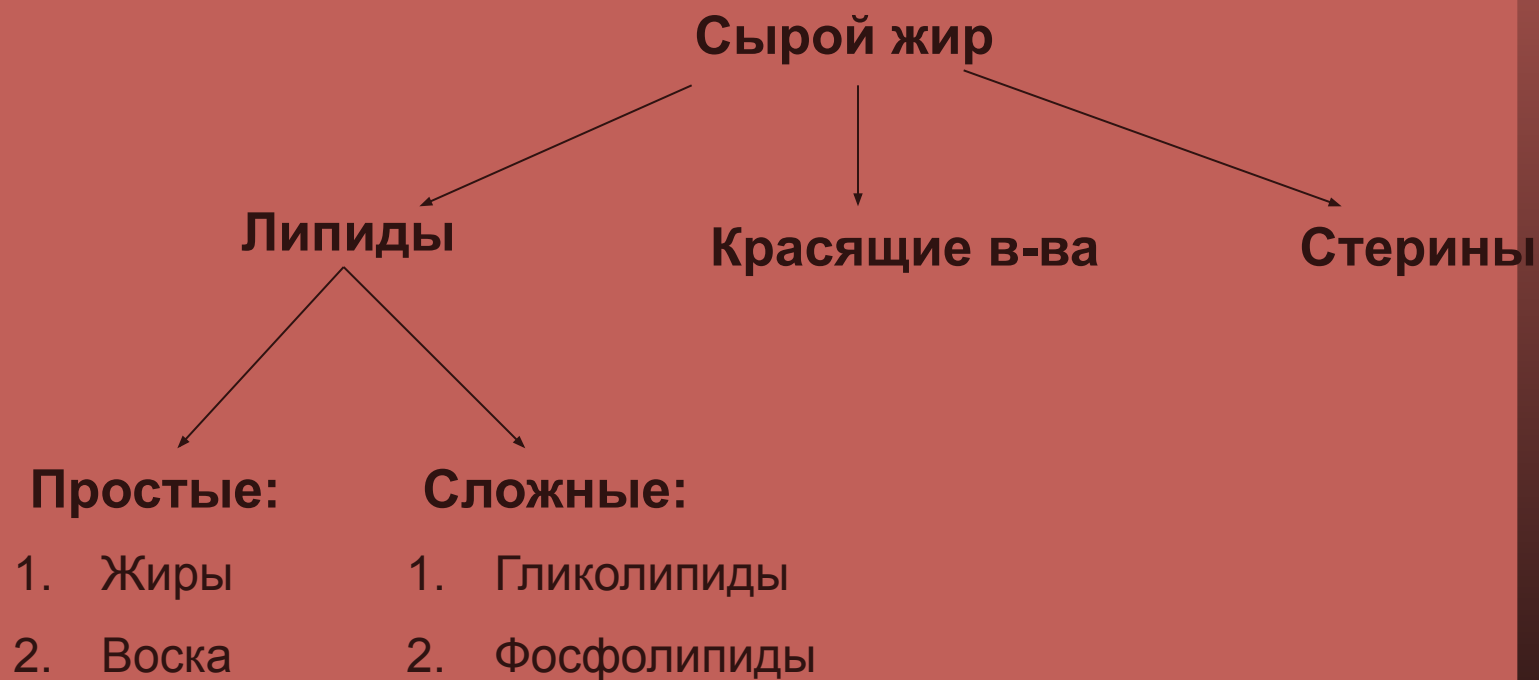 Сырой жир
Липиды
Красящие в-ва
Стерины
Простые:
1. Жиры
2. Воска
Сложные:
1. Гликолипиды
2. Фосфолипиды